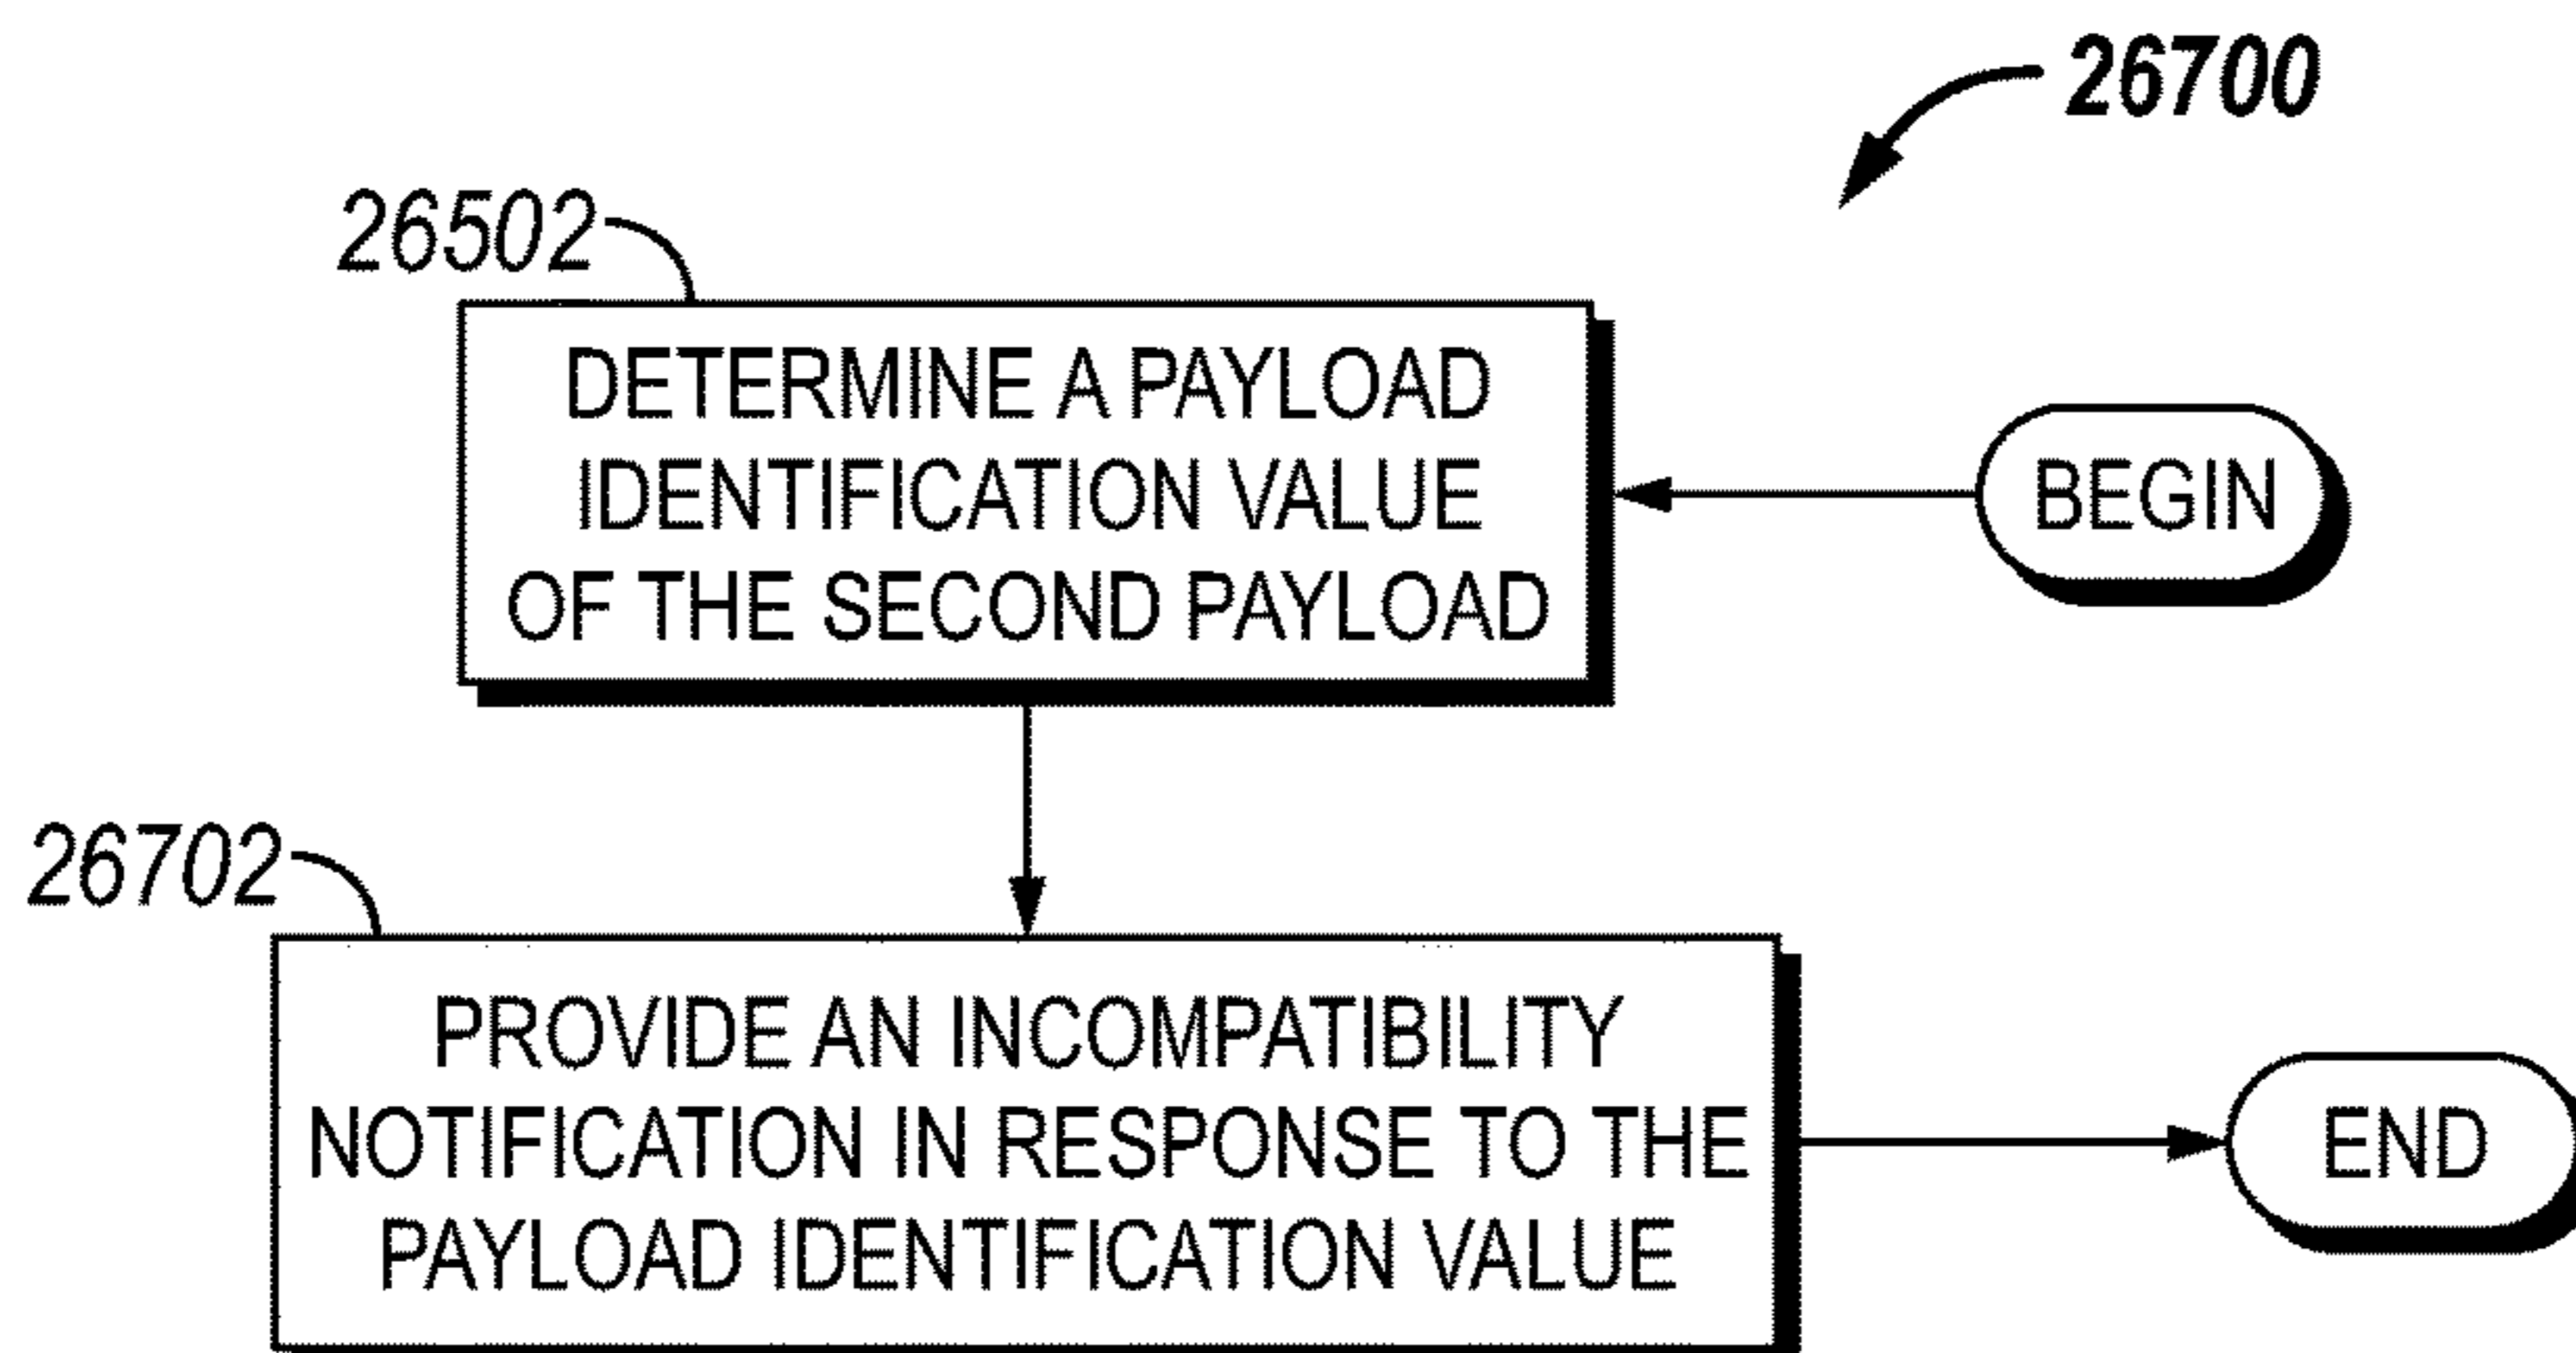 26700
26502
DETERMINE A PAYLOAD
IDENTIFICATION VALUE
OF THE SECOND PAYLOAD
BEGIN
26702
PROVIDE AN INCOMPATIBILITY
NOTIFICATION IN RESPONSE TO THE
PAYLOAD IDENTIFICATION VALUE
END